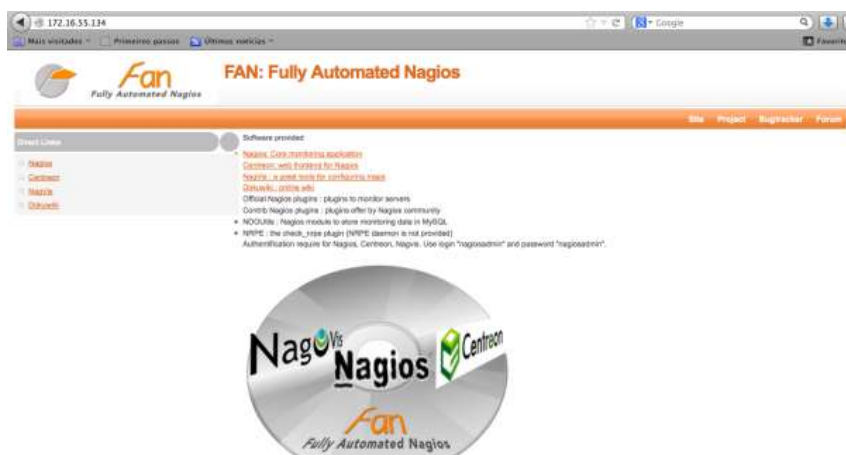 172.16.55.134
Google
Mais visitados
Primeiros passos
Últimas notícias
Favorito
Fan
Fully Automated Nagios
FAN: Fully Automated Nagios
Site Project Bugtracker Forum
Direct Links
Nagios
Centreon
NagVis
Dokuwiki
Software provided
Nagios: Core monitoring application
Centreon: web frontend for Nagios
NagVis : a great tools for configuring maps
Dokuwiki : online wiki
Official Nagios plugins : plugins to monitor servers
Contrib Nagios plugins : plugins offer by Nagios community
NDOUtils : Nagios module to store monitoring data in MySQL
NRPE : the check_nrpe plugin (NRPE daemon is not provided)
Authentification require for Nagios, Centreon, Nagvis. Use login "nagiosadmin" and password "nagiosadmin".
NagVis
Nagios
Centreon
Fan
Fully Automated Nagios